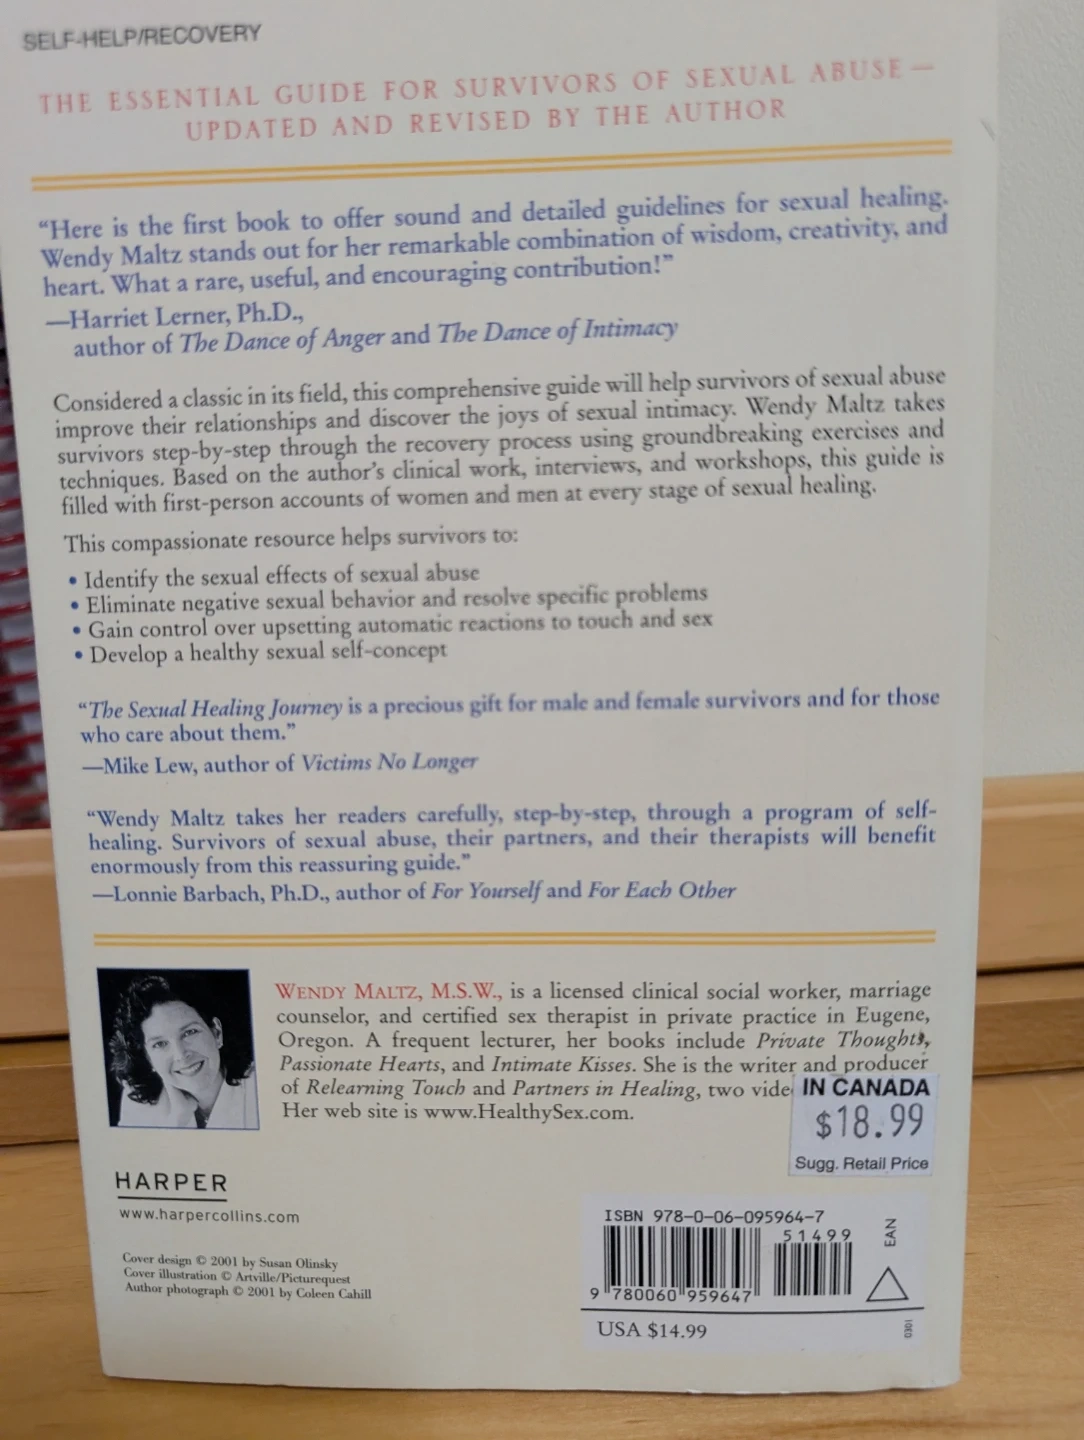 SELF-HELP/RECOVERY
THE ESSENTIAL GUIDE FOR SURVIVORS OF SEXUAL ABUSE—
UPDATED AND REVISED BY THE AUTHOR
“Here is the first book to offer sound and detailed guidelines for sexual healing.
Wendy Maltz stands out for her remarkable combination of wisdom, creativity, and
heart. What a rare, useful, and encouraging contribution!”
—Harriet Lerner, Ph.D.,
author of The Dance of Anger and The Dance of Intimacy
Considered a classic in its field, this comprehensive guide will help survivors of sexual abuse
improve their relationships and discover the joys of sexual intimacy. Wendy Maltz takes
survivors step-by-step through the recovery process using groundbreaking exercises and
techniques. Based on the author’s clinical work, interviews, and workshops, this guide is
filled with first-person accounts of women and men at every stage of sexual healing.
This compassionate resource helps survivors to:
• Identify the sexual effects of sexual abuse
• Eliminate negative sexual behavior and resolve specific problems
• Gain control over upsetting automatic reactions to touch and sex
• Develop a healthy sexual self-concept
“The Sexual Healing Journey is a precious gift for male and female survivors and for those
who care about them.”
—Mike Lew, author of Victims No Longer
“Wendy Maltz takes her readers carefully, step-by-step, through a program of self-
healing. Survivors of sexual abuse, their partners, and their therapists will benefit
enormously from this reassuring guide.”
—Lonnie Barbach, Ph.D., author of For Yourself and For Each Other
WENDY MALTZ, M.S.W., is a licensed clinical social worker, marriage
counselor, and certified sex therapist in private practice in Eugene,
Oregon. A frequent lecturer, her books include Private Thoughts,
Passionate Hearts, and Intimate Kisses. She is the writer and producer
of Relearning Touch and Partners in Healing, two vide
Her web site is www.HealthySex.com.
IN CANADA
$18.99
Sugg. Retail Price
HARPER
www.harpercollins.com
Cover design © 2001 by Susan Olinsky
Cover illustration © Artville/Picturequest
Author photograph © 2001 by Coleen Cahill
ISBN 978-0-06-095964-7
51499
EAN
9 780060 959647
USA $14.99